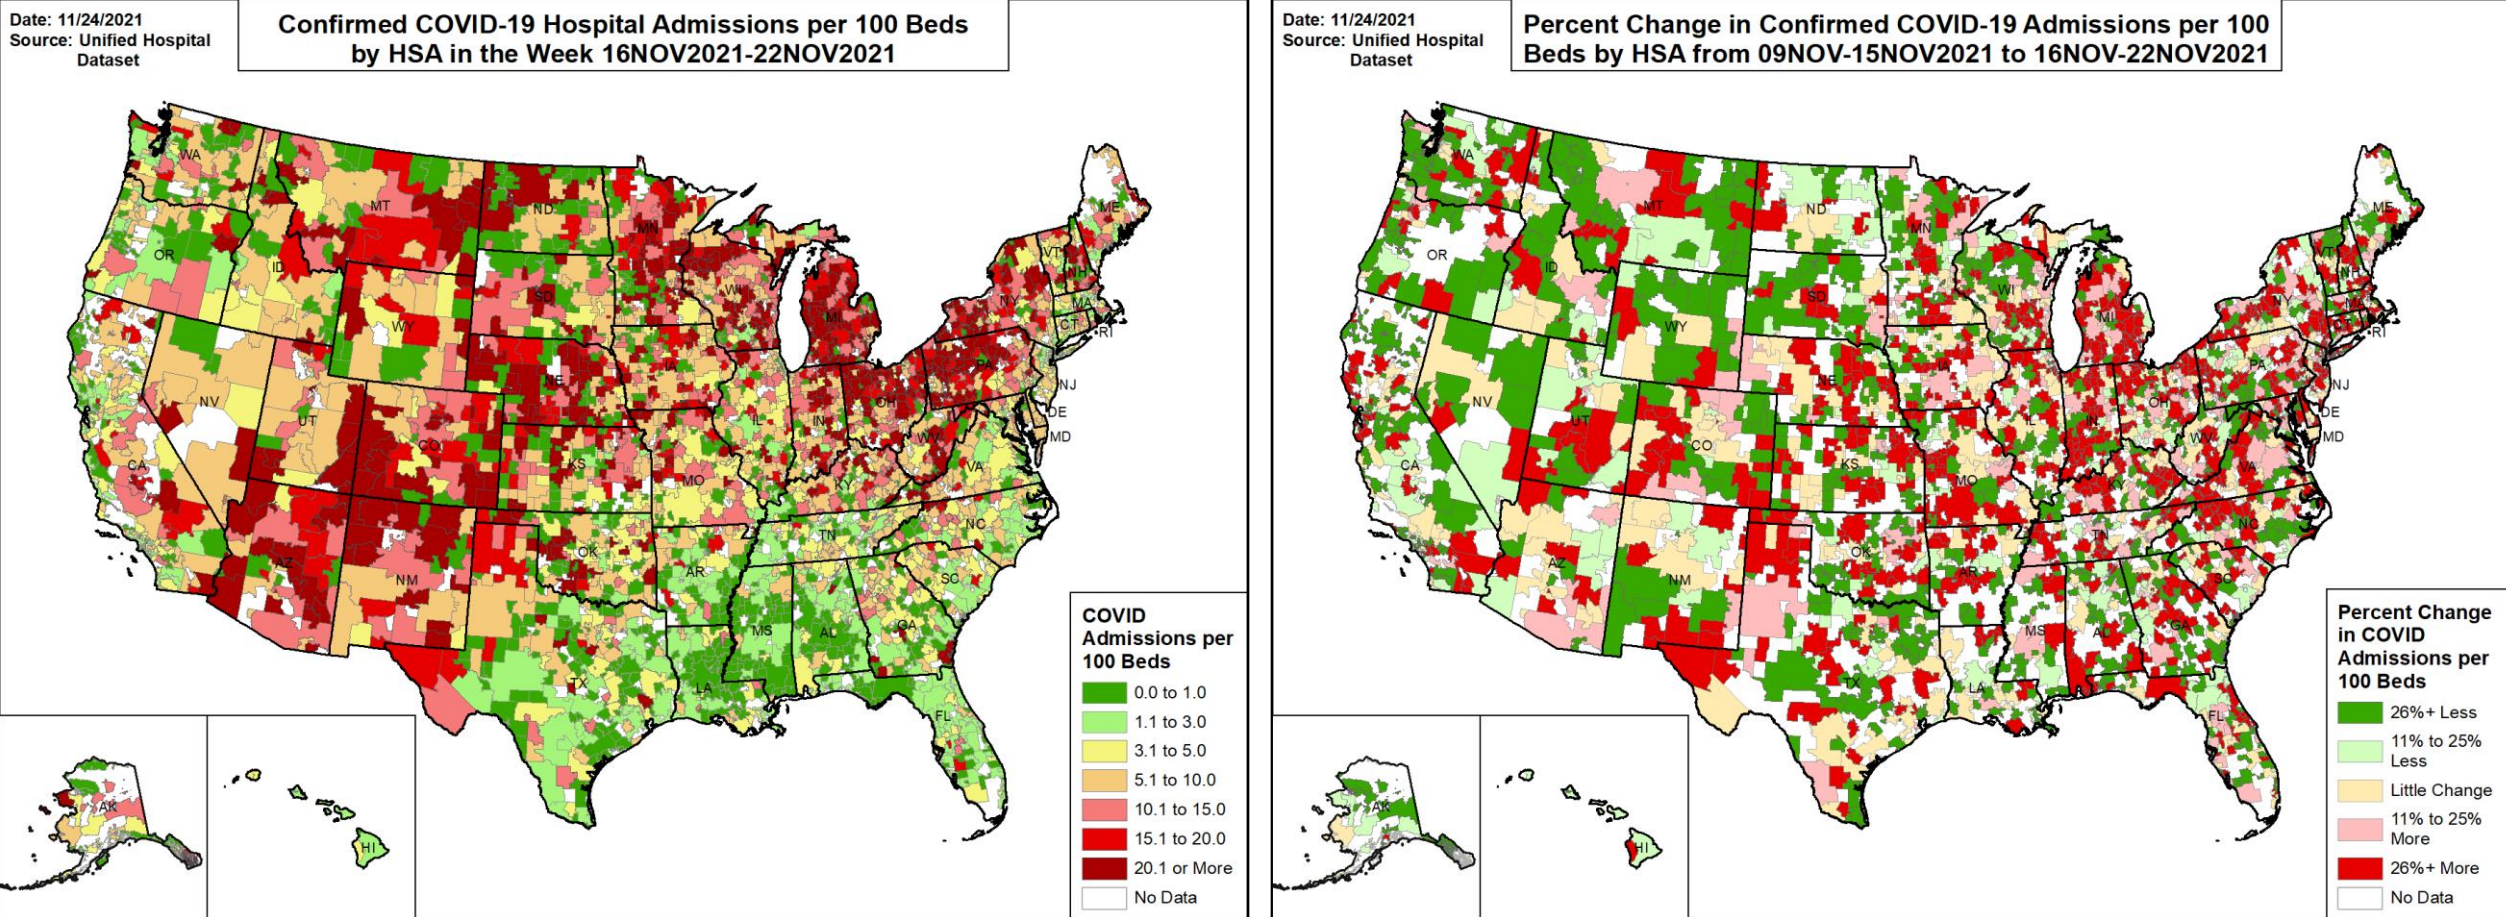 Date: 11/24/2021
Source: Unified Hospital
Dataset
Confirmed COVID-19 Hospital Admissions per 100 Beds
by HSA in the Week 16NOV2021-22NOV2021
WA
MT
ND
MN
ME
OR
ID
SD
WI
VT
NH
NY
MA
CT
RI
WY
MI
NE
IA
PA
NJ
NV
UT
CO
IL
IN
OH
DE
MD
CA
KS
MO
WV
VA
KY
NC
AZ
NM
OK
TN
AR
SC
MS
AL
GA
TX
LA
FL
AK
HI
COVID
Admissions per
100 Beds
0.0 to 1.0
1.1 to 3.0
3.1 to 5.0
5.1 to 10.0
10.1 to 15.0
15.1 to 20.0
20.1 or More
No Data
Date: 11/24/2021
Source: Unified Hospital
Dataset
Percent Change in Confirmed COVID-19 Admissions per 100
Beds by HSA from 09NOV-15NOV2021 to 16NOV-22NOV2021
WA
MT
ND
MN
ME
OR
ID
SD
WI
VT
NH
NY
MA
CT
RI
WY
MI
NE
IA
PA
NJ
NV
UT
CO
IL
IN
OH
DE
MD
CA
KS
MO
WV
VA
KY
NC
AZ
NM
OK
TN
AR
SC
MS
AL
GA
TX
LA
FL
AK
HI
Percent Change
in COVID
Admissions per
100 Beds
26%+ Less
11% to 25%
Less
Little Change
11% to 25%
More
26%+ More
No Data